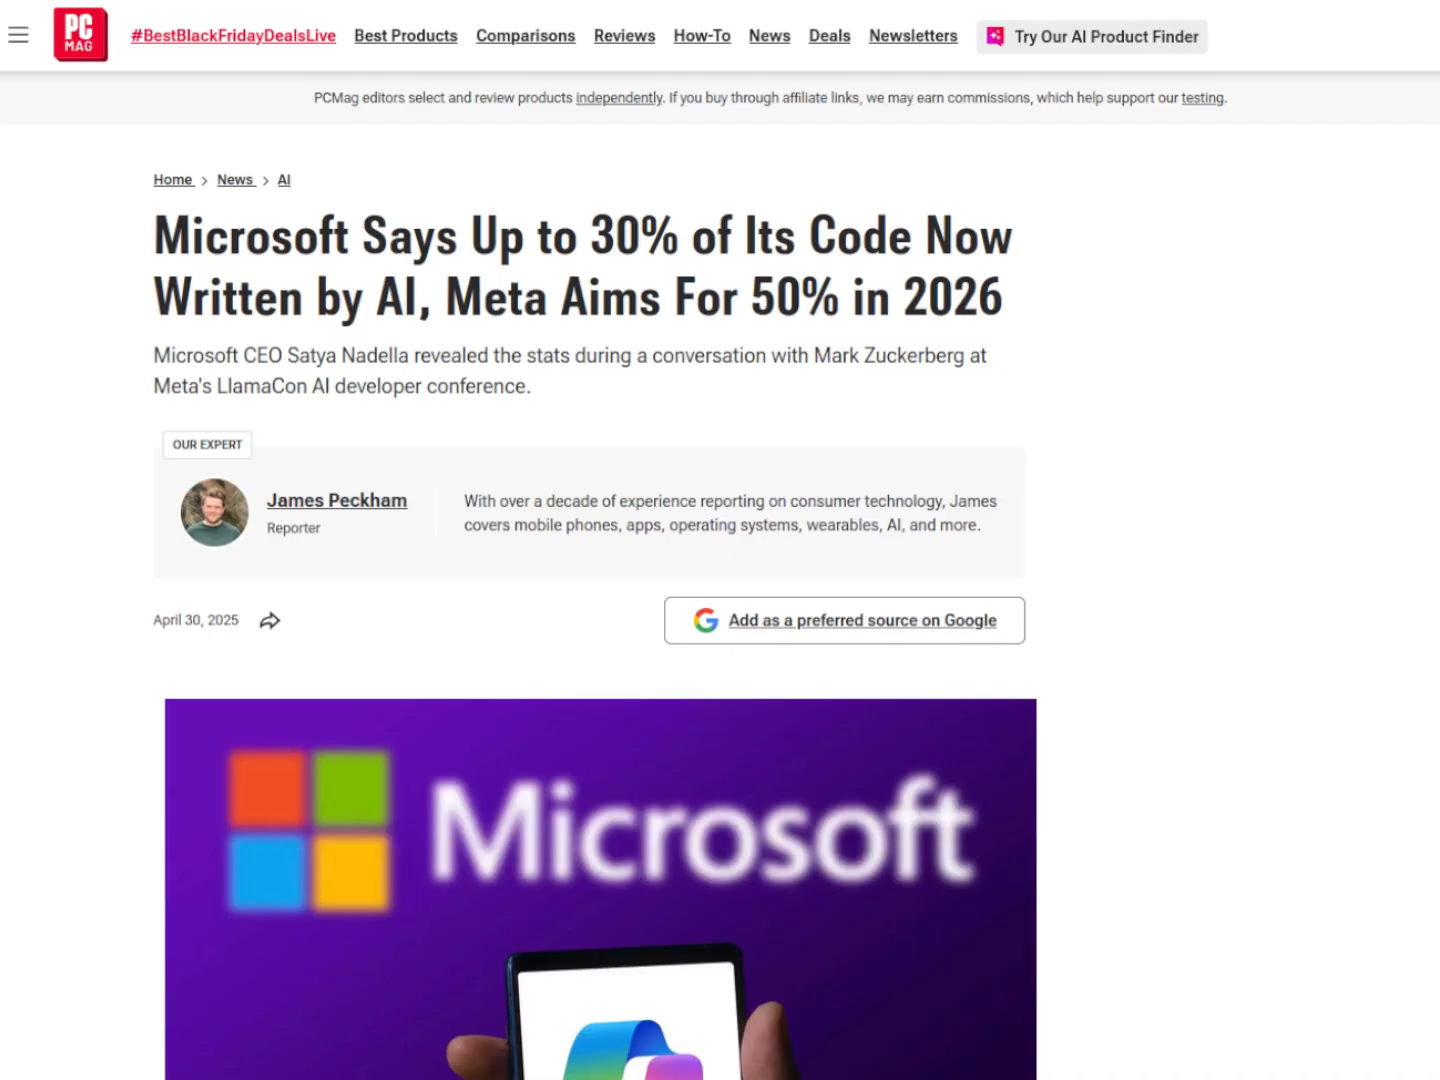 PC
MAG
#BestBlackFridayDealsLive Best Products Comparisons Reviews How-To News Deals Newsletters Try Our AI Product Finder
PCMag editors select and review products independently. If you buy through affiliate links, we may earn commissions, which help support our testing.
Home > News > AI
Microsoft Says Up to 30% of Its Code Now
Written by AI, Meta Aims For 50% in 2026
Microsoft CEO Satya Nadella revealed the stats during a conversation with Mark Zuckerberg at
Meta's LlamaCon AI developer conference.
OUR EXPERT
James Peckham
Reporter
With over a decade of experience reporting on consumer technology, James
covers mobile phones, apps, operating systems, wearables, AI, and more.
April 30, 2025
Add as a preferred source on Google
Microsoft